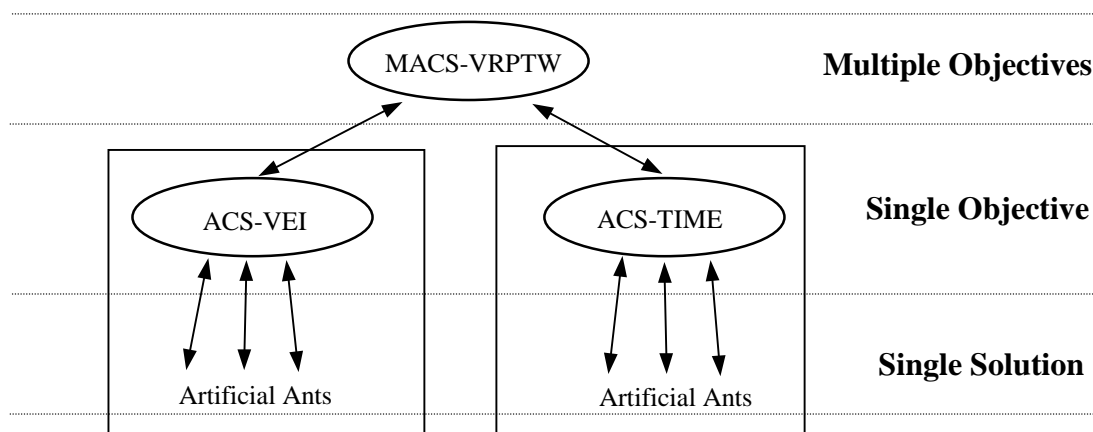 MACS-VRPTW
Multiple Objectives
ACS-VEI
ACS-TIME
Single Objective
Single Solution
Artificial Ants
Artificial Ants